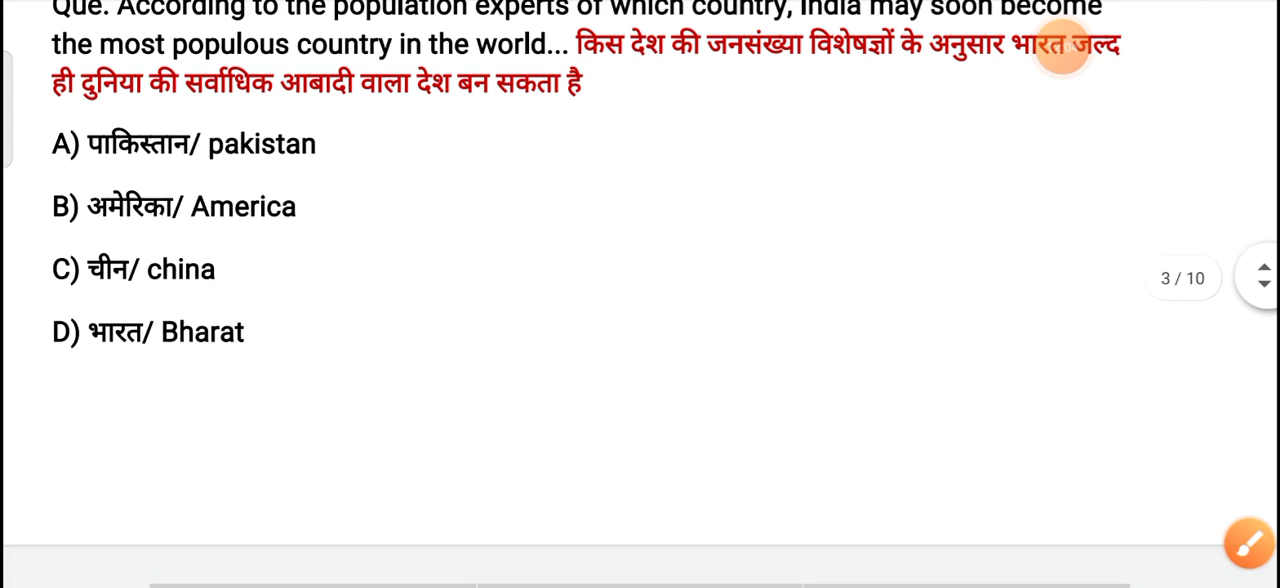 Que. According to the population experts of which country, India may soon become
the most populous country in the world... किस देश की जनसंख्या विशेषज्ञों के अनुसार भारत जल्द
ही दुनिया की सर्वाधिक आबादी वाला देश बन सकता है
A) पाकिस्तान/ pakistan
B) अमेरिका/ America
C) चीन/ china
3 / 10
D) भारत/ Bharat